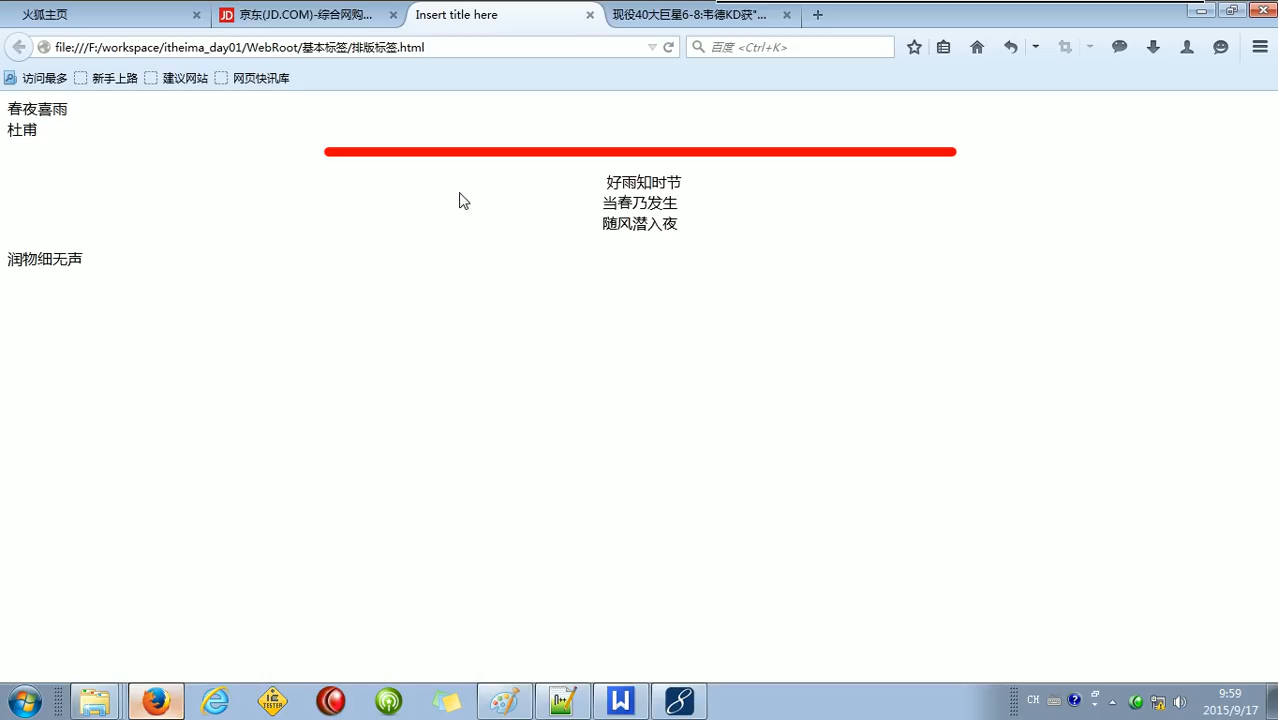 火狐主页
JD 京东(JD.COM)-综合网购...
Insert title here
现役40大巨星6-8:韦德KD获"...
file:///F:/workspace/itheima_day01/WebRoot/基本标签/排版标签.html
百度 <Ctrl+K>
访问最多 新手上路 建议网站 网页快讯库
春夜喜雨
杜甫
好雨知时节
当春乃发生
随风潜入夜
润物细无声
IE TESTER
N++
W
CH
9:59
2015/9/17